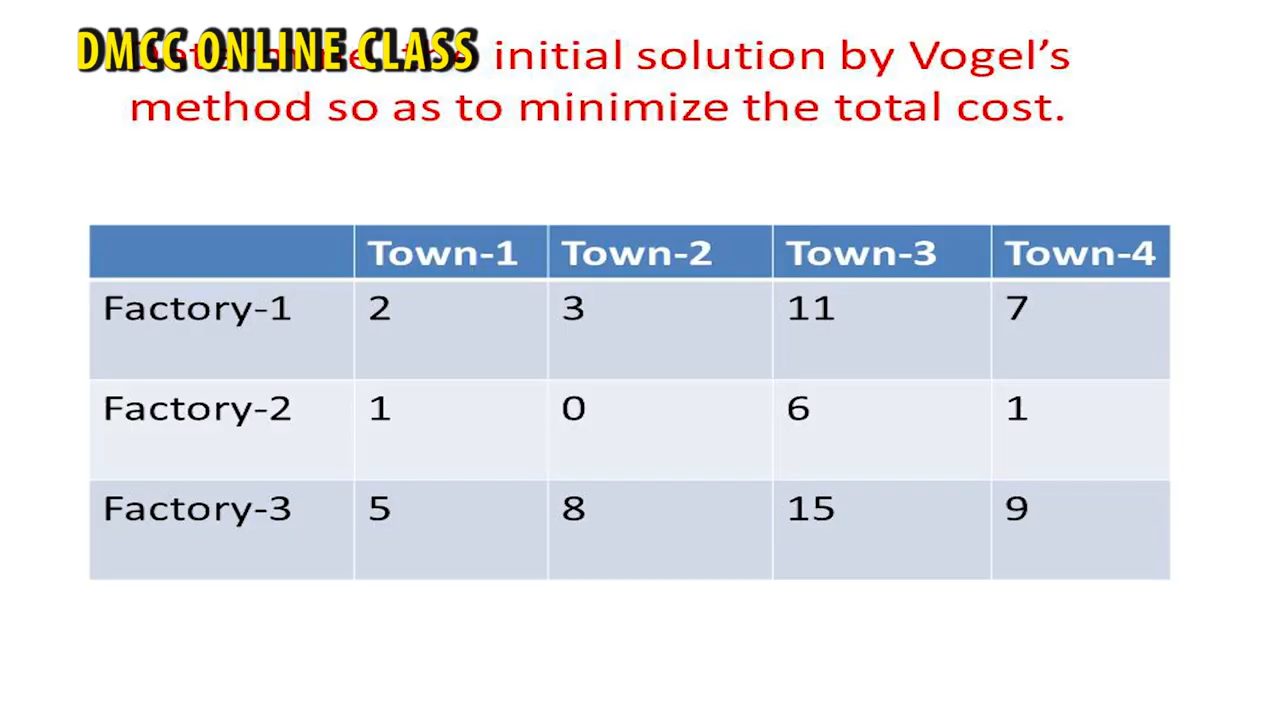 DMCC ONLINE CLASS
initial solution by Vogel's
method so as to minimize the total cost.
Town-1 Town-2 Town-3 Town-4
Factory-1 2 3 11 7
Factory-2 1 0 6 1
Factory-3 5 8 15 9